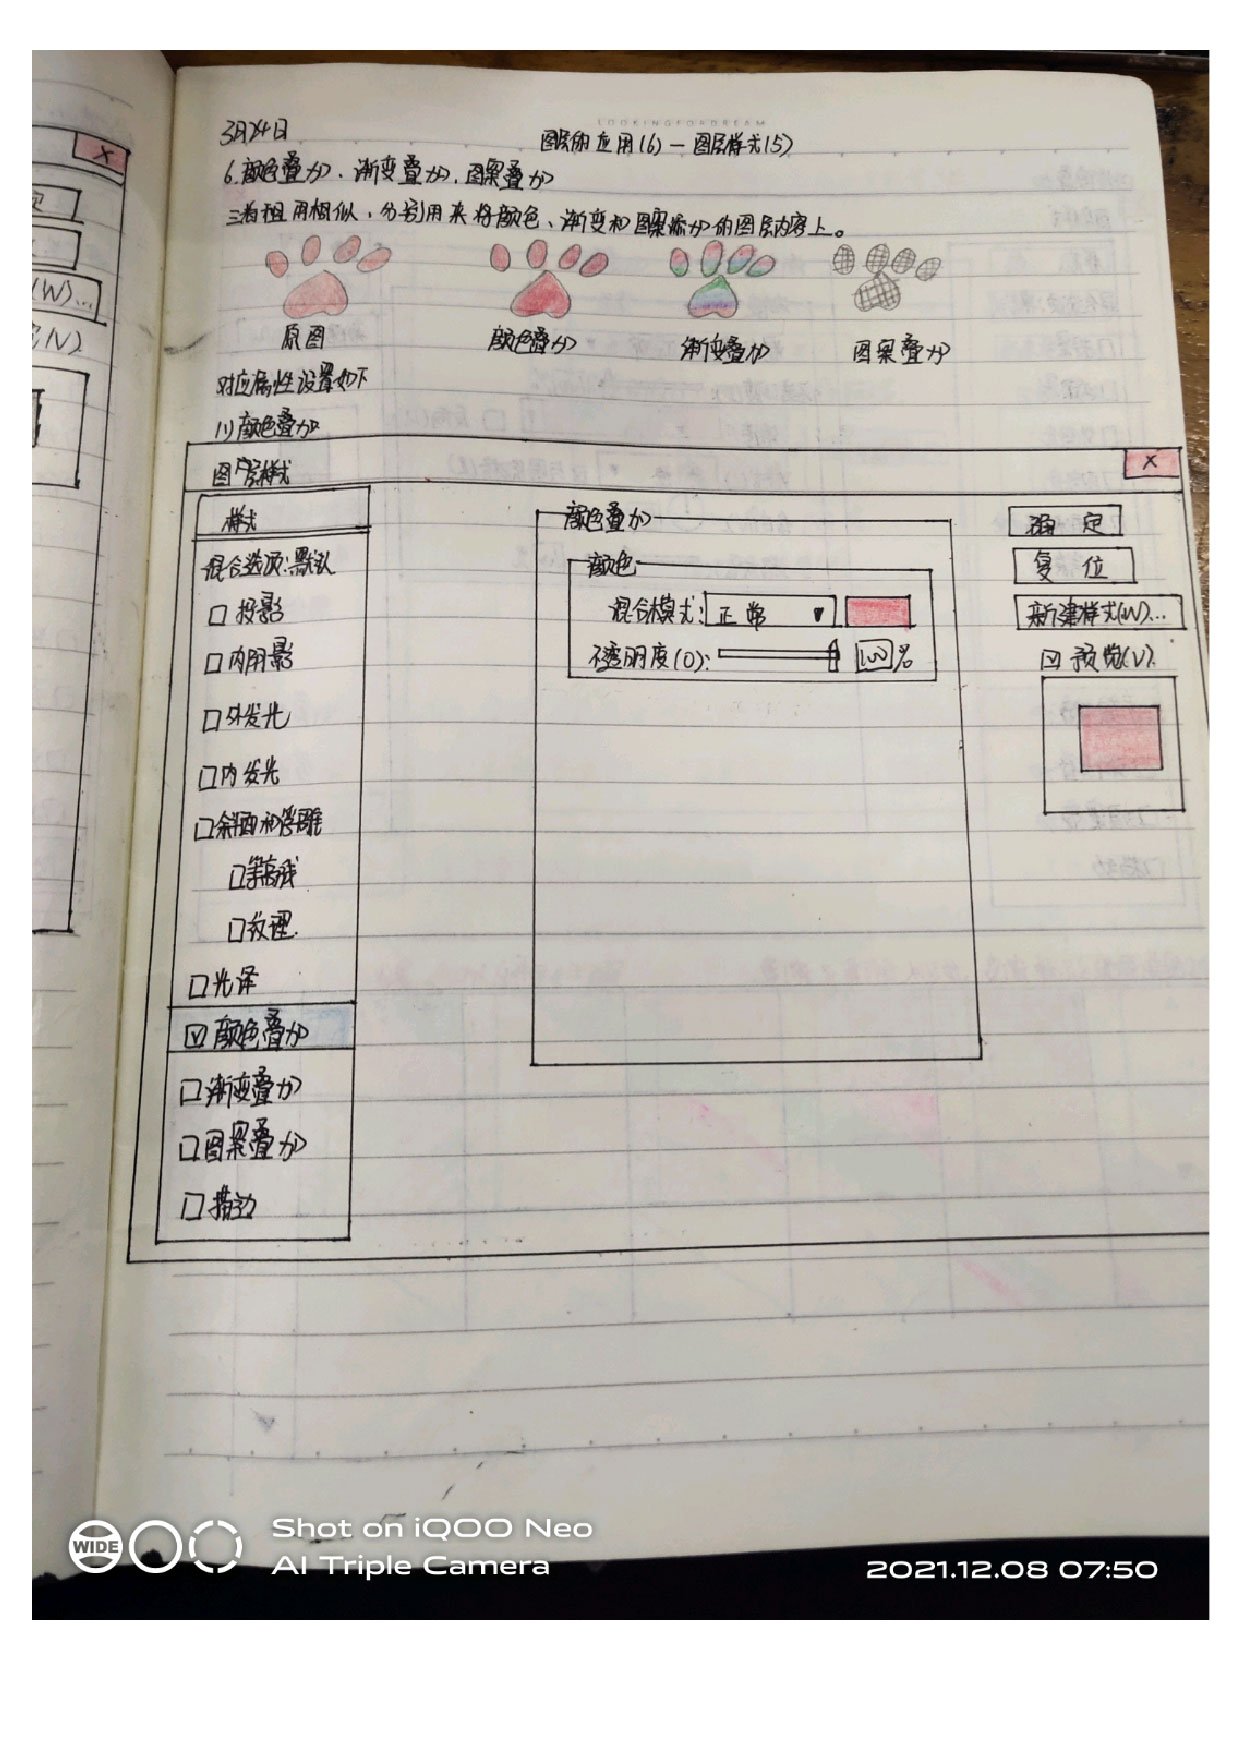 LOOKINGFORDREAM
3月24日
图层的应用(6)一图层样式(5)
6.颜色叠加、渐变叠加、图案叠加
三者相用相似,分别用来将颜色、渐变和图案添加的图层内容上。
原图 颜色叠加 渐变叠加 图案叠加
对应属性设置如下
(1)颜色叠加
图层样式 X
样式
混合选项:默认
投影
内阴影
外发光
内发光
斜面和浮雕
等高线
纹理
光泽
颜色叠加
渐变叠加
图案叠加
描边
颜色叠加
颜色
混合模式: 正常
不透明度(O): 100 %
确定
复位
新建样式(W)...
预览(V)
X
(W)...
(V)
WIDE
Shot on iQOO Neo
AI Triple Camera
2021.12.08 07:50